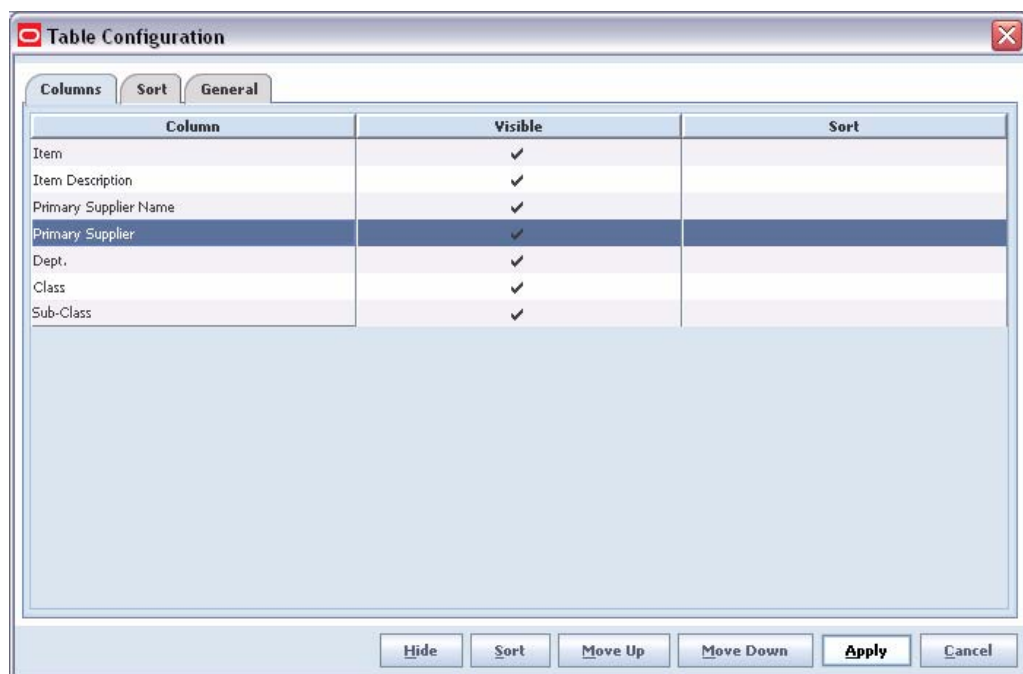 Table Configuration
Columns Sort General
Column Visible Sort
Item
Item Description
Primary Supplier Name
Primary Supplier
Dept.
Class
Sub-Class
Hide Sort Move Up Move Down Apply Cancel